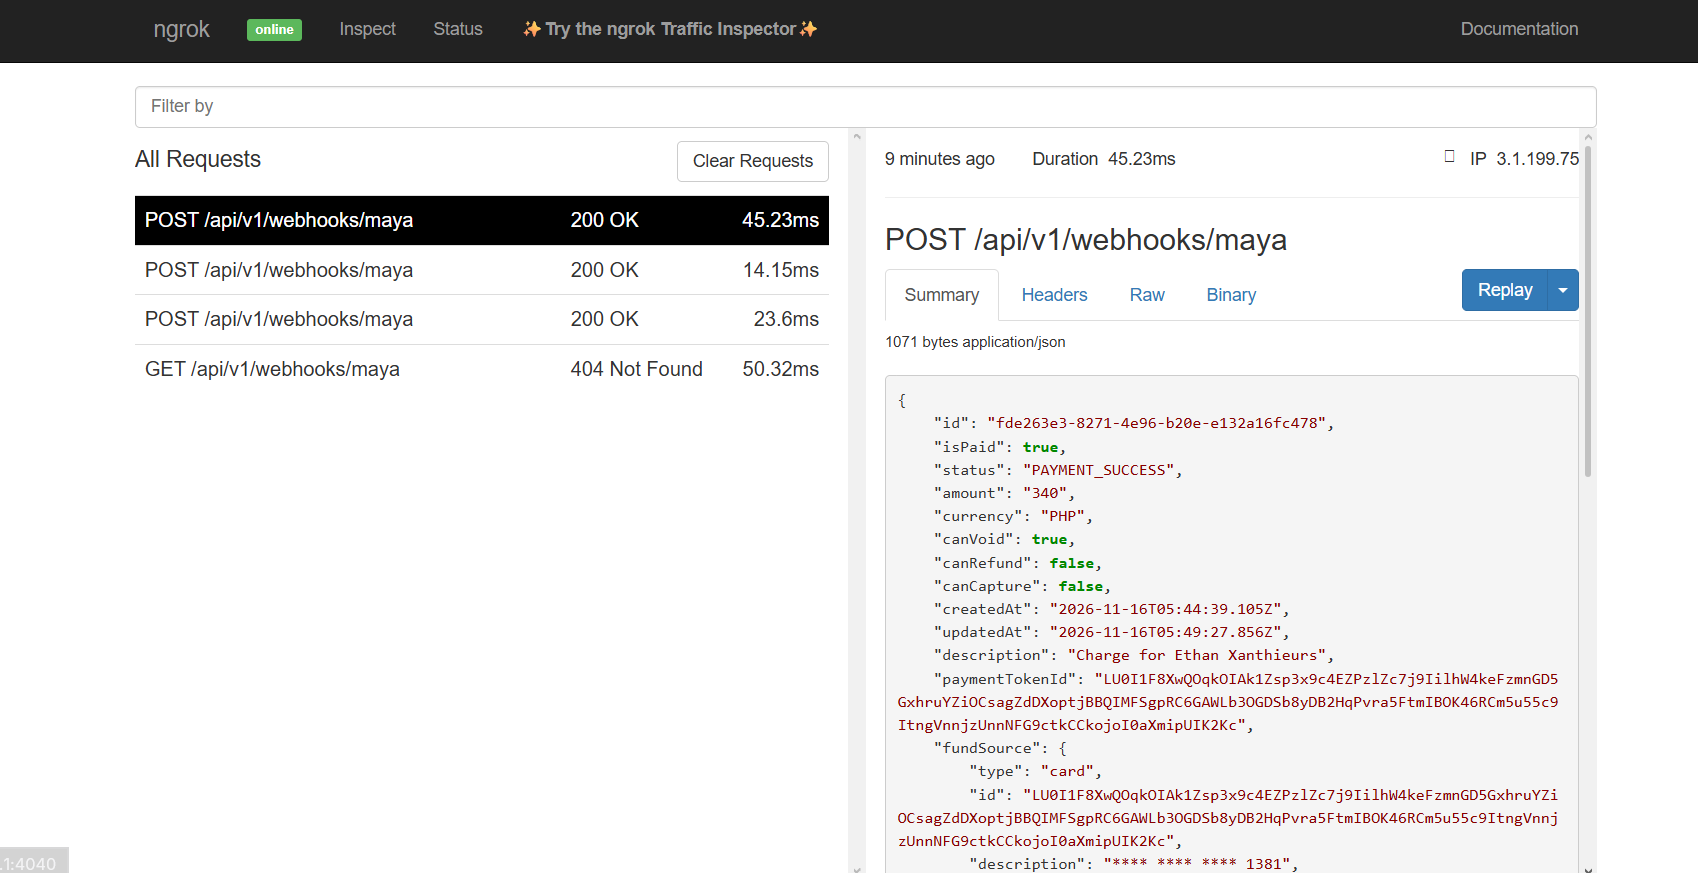 ngrok online Inspect Status ✨Try the ngrok Traffic Inspector✨ Documentation
Filter by
All Requests
Clear Requests
POST /api/v1/webhooks/maya 200 OK 45.23ms
POST /api/v1/webhooks/maya 200 OK 14.15ms
POST /api/v1/webhooks/maya 200 OK 23.6ms
GET /api/v1/webhooks/maya 404 Not Found 50.32ms
9 minutes ago Duration 45.23ms IP 3.1.199.75
POST /api/v1/webhooks/maya
Summary Headers Raw Binary Replay
1071 bytes application/json
{
"id": "fde263e3-8271-4e96-b20e-e132a16fc478",
"isPaid": true,
"status": "PAYMENT_SUCCESS",
"amount": "340",
"currency": "PHP",
"canVoid": true,
"canRefund": false,
"canCapture": false,
"createdAt": "2026-11-16T05:44:39.105Z",
"updatedAt": "2026-11-16T05:49:27.856Z",
"description": "Charge for Ethan Xanthieurs",
"paymentTokenId": "LU0I1F8XwQOqkOIAk1Zsp3x9c4EZPzlZc7j9IilhW4keFzmnGD5
GxhruYZiOCsagZdDXoptjBBQIMFSgpRC6GAWLb3OGDSb8yDB2HqPvra5FtmIBOK46RCm5u55c9
ItngVnnjzUnnNFG9ctkCCkojoI0aXmipUIK2Kc",
"fundSource": {
"type": "card",
"id": "LU0I1F8XwQOqkOIAk1Zsp3x9c4EZPzlZc7j9IilhW4keFzmnGD5GxhruYZi
OCsagZdDXoptjBBQIMFSgpRC6GAWLb3OGDSb8yDB2HqPvra5FtmIBOK46RCm5u55c9ItngVnnj
zUnnNFG9ctkCCkojoI0aXmipUIK2Kc",
"description": "**** **** **** 1381",
.1:4040